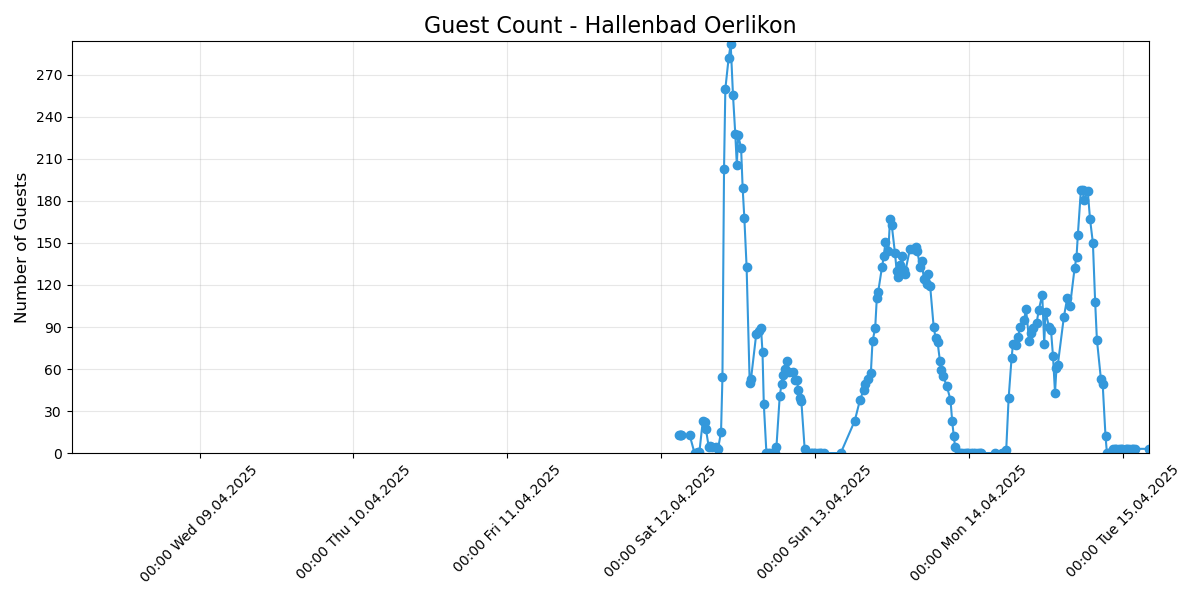 Guest Count - Hallenbad Oerlikon
Number of Guests
270
240
210
180
150
120
90
60
30
0
00:00 Wed 09.04.2025
00:00 Thu 10.04.2025
00:00 Fri 11.04.2025
00:00 Sat 12.04.2025
00:00 Sun 13.04.2025
00:00 Mon 14.04.2025
00:00 Tue 15.04.2025